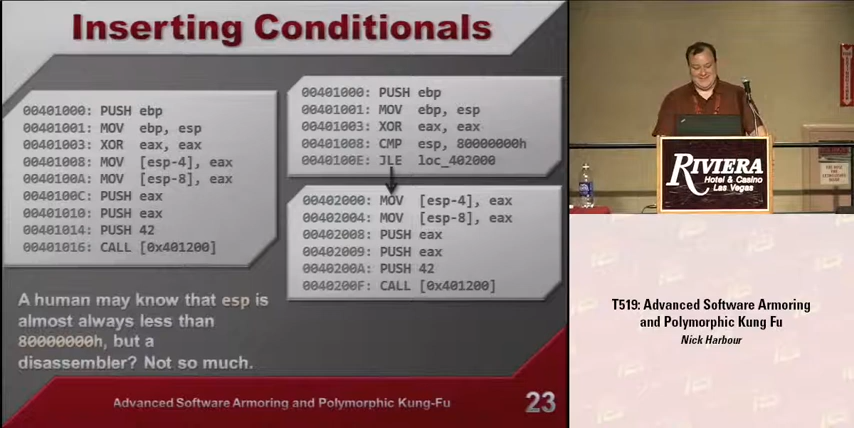 Inserting Conditionals
00401000: PUSH ebp
00401001: MOV ebp, esp
00401003: XOR eax, eax
00401008: MOV [esp-4], eax
0040100A: MOV [esp-8], eax
0040100C: PUSH eax
00401010: PUSH eax
00401014: PUSH 42
00401016: CALL [0x401200]
00401000: PUSH ebp
00401001: MOV ebp, esp
00401003: XOR eax, eax
00401008: CMP esp, 80000000h
0040100E: JLE loc_402000
00402000: MOV [esp-4], eax
00402004: MOV [esp-8], eax
00402008: PUSH eax
00402009: PUSH eax
0040200A: PUSH 42
0040200F: CALL [0x401200]
A human may know that esp is
almost always less than
80000000h, but a
disassembler? Not so much.
Advanced Software Armoring and Polymorphic Kung-Fu
23
RIVIERA
Hotel & Casino
Las Vegas
T519: Advanced Software Armoring
and Polymorphic Kung Fu
Nick Harbour